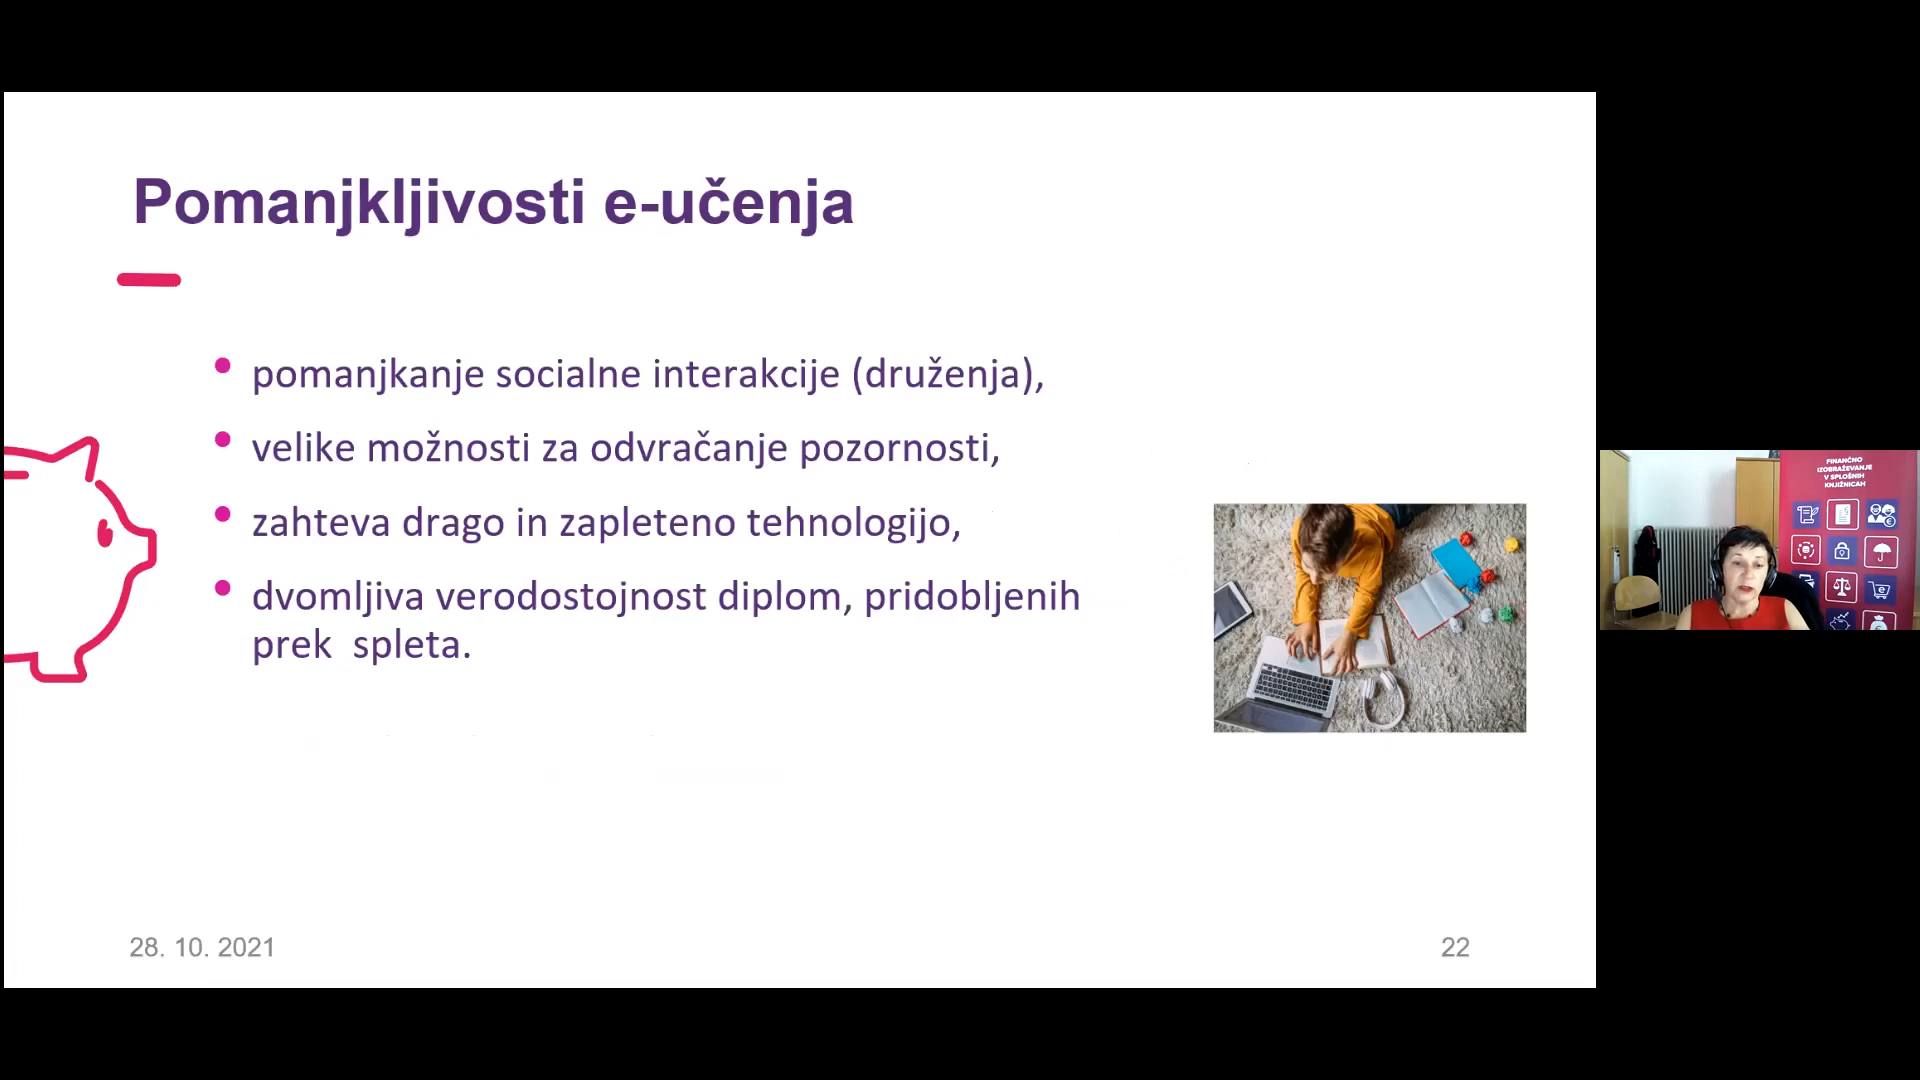 Pomanjkljivosti e-učenja
• pomanjkanje socialne interakcije (druženja),
• velike možnosti za odvračanje pozornosti,
• zahteva drago in zapleteno tehnologijo,
• dvomljiva verodostojnost diplom, pridobljenih
prek spleta.
28. 10. 2021
22
FINANČNO
IZOBRAŽEVANJE
V SPLOŠNIH
KNJIŽNICAH